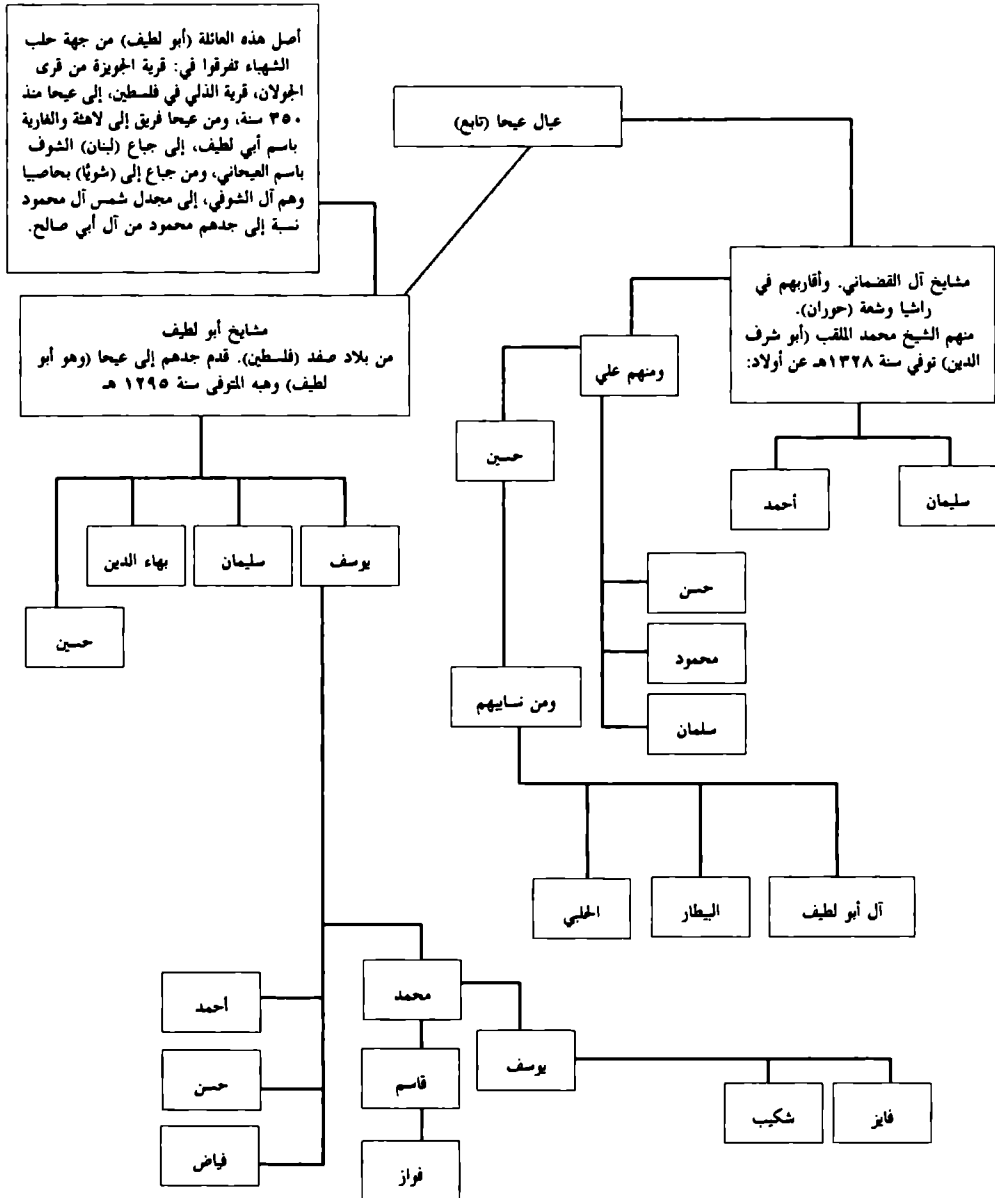 أصل هذه العائلة (أبو لطيف) من جهة حلب
الشهباء تفرقوا في: قرية الجويزة من قرى
الجولان، قرية الذلي في فلسطين، إلى عيحا منذ
٣٥٠ سنة، ومن عيحا فريق إلى لاهثة والغارية
باسم أبي لطيف، إلى جباع (لبنان) الشوف
باسم العيحاني، ومن جباع إلى (شويّا) بحاصبيا
وهم آل الشوفي، إلى مجدل شمس آل محمود
نسبة إلى جدهم محمود من آل أبي صالح.
عيال عيحا (تابع)
مشايخ آل القضماني. وأقاربهم في
راشيا وشعة (حوران).
منهم الشيخ محمد الملقب (أبو شرف
الدين) توفي سنة ١٣٢٨هـ عن أولاد:
مشايخ أبو لطيف
من بلاد صفد (فلسطين). قدم جدهم إلى عيحا (وهو أبو
لطيف) وهبه المتوفى سنة ١٢٩٥ هـ
ومنهم علي
حسين
سليمان
أحمد
يوسف
سليمان
بهاء الدين
حسين
حسن
محمود
سلمان
ومن نسايبهم
آل أبو لطيف
البيطار
الحلبي
محمد
أحمد
يوسف
قاسم
حسن
فايز
شكيب
فواز
فياض